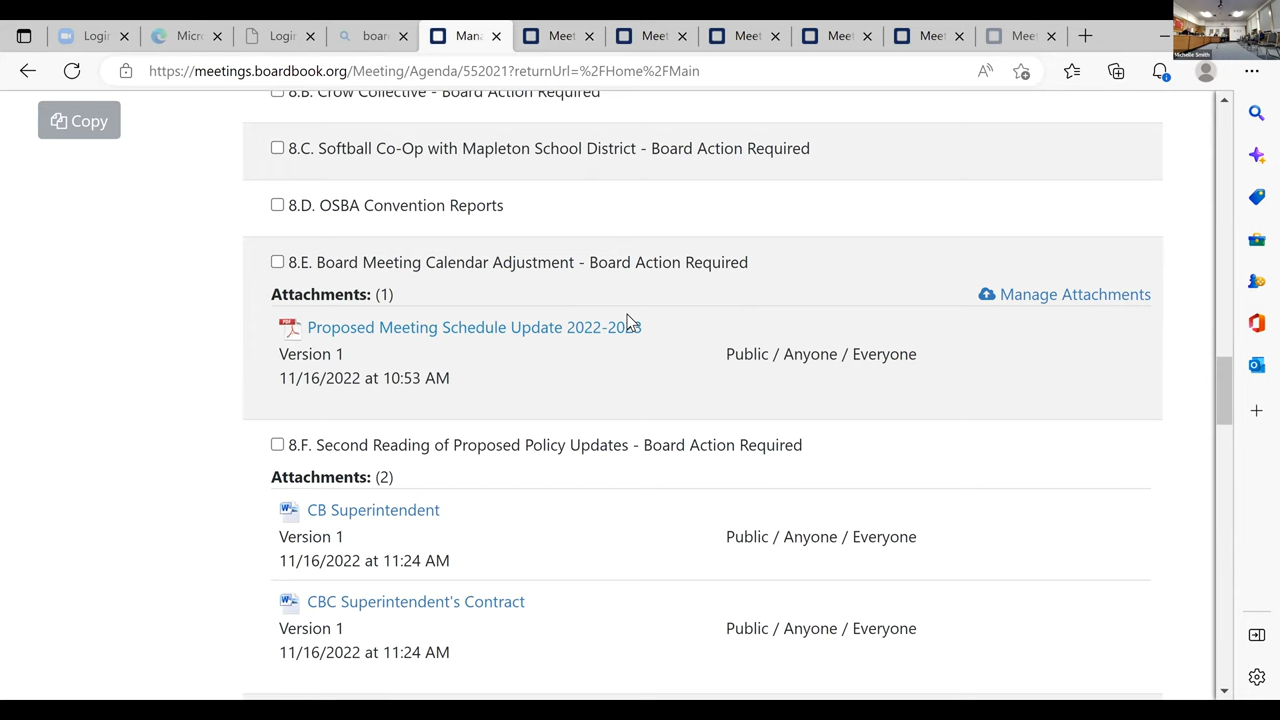 Login
Micr
Login
boar
Man
Meet
Meet
Meet
Meet
Meet
Meet
Michelle Smith
https://meetings.boardbook.org/Meeting/Agenda/552021?returnUrl=%2FHome%2FMain
Copy
8.B. Crow Collective - Board Action Required
8.C. Softball Co-Op with Mapleton School District - Board Action Required
8.D. OSBA Convention Reports
8.E. Board Meeting Calendar Adjustment - Board Action Required
Attachments: (1)
Manage Attachments
Proposed Meeting Schedule Update 2022-2023
Version 1
Public / Anyone / Everyone
11/16/2022 at 10:53 AM
8.F. Second Reading of Proposed Policy Updates - Board Action Required
Attachments: (2)
CB Superintendent
Version 1
Public / Anyone / Everyone
11/16/2022 at 11:24 AM
CBC Superintendent's Contract
Version 1
Public / Anyone / Everyone
11/16/2022 at 11:24 AM